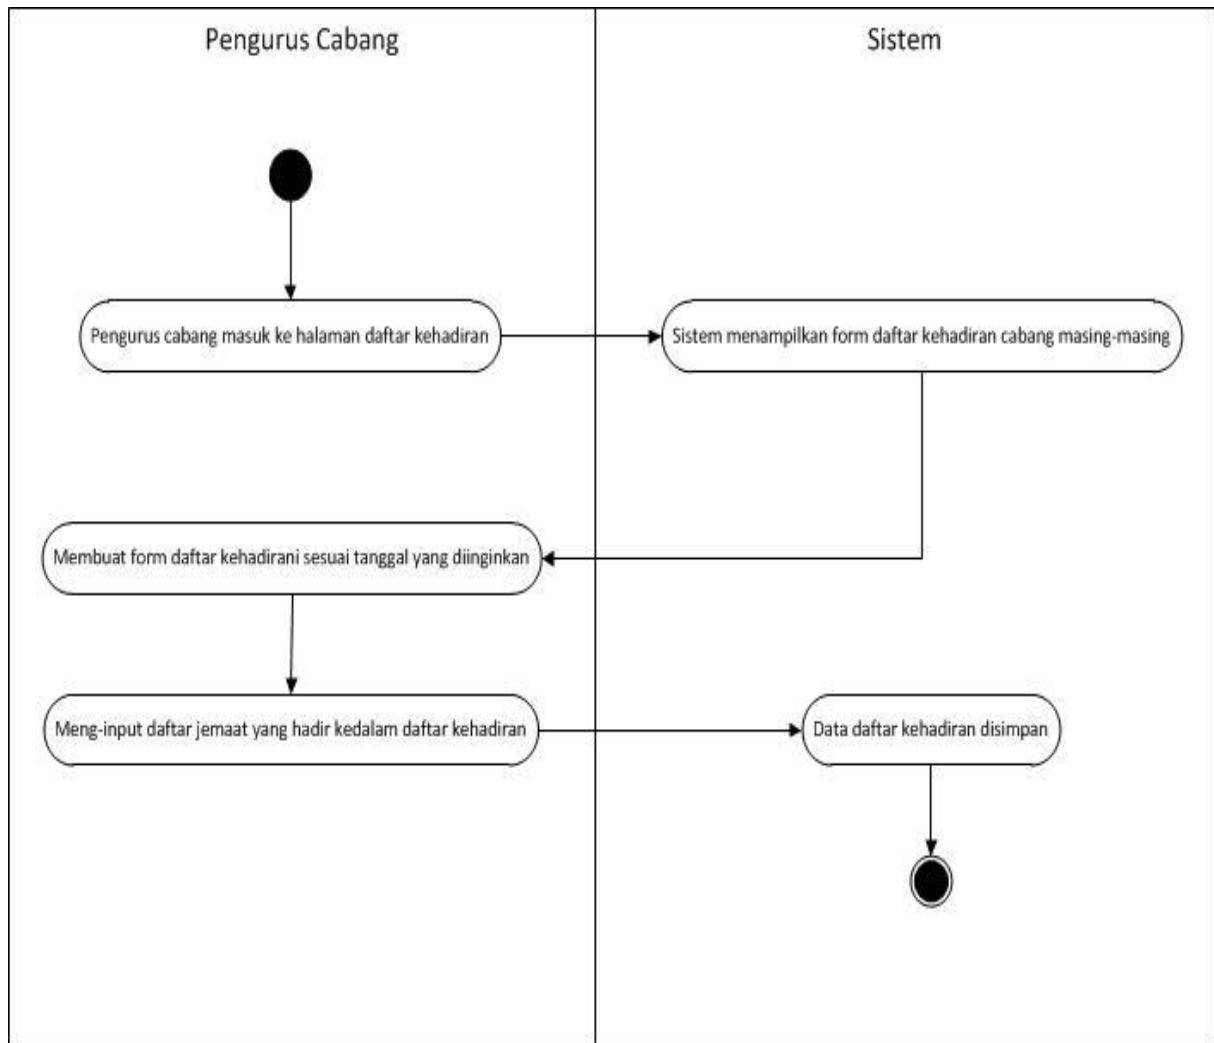 Pengurus Cabang
Sistem
Pengurus cabang masuk ke halaman daftar kehadiran
Sistem menampilkan form daftar kehadiran cabang masing-masing
Membuat form daftar kehadirani sesuai tanggal yang diinginkan
Meng-input daftar jemaat yang hadir kedalam daftar kehadiran
Data daftar kehadiran disimpan